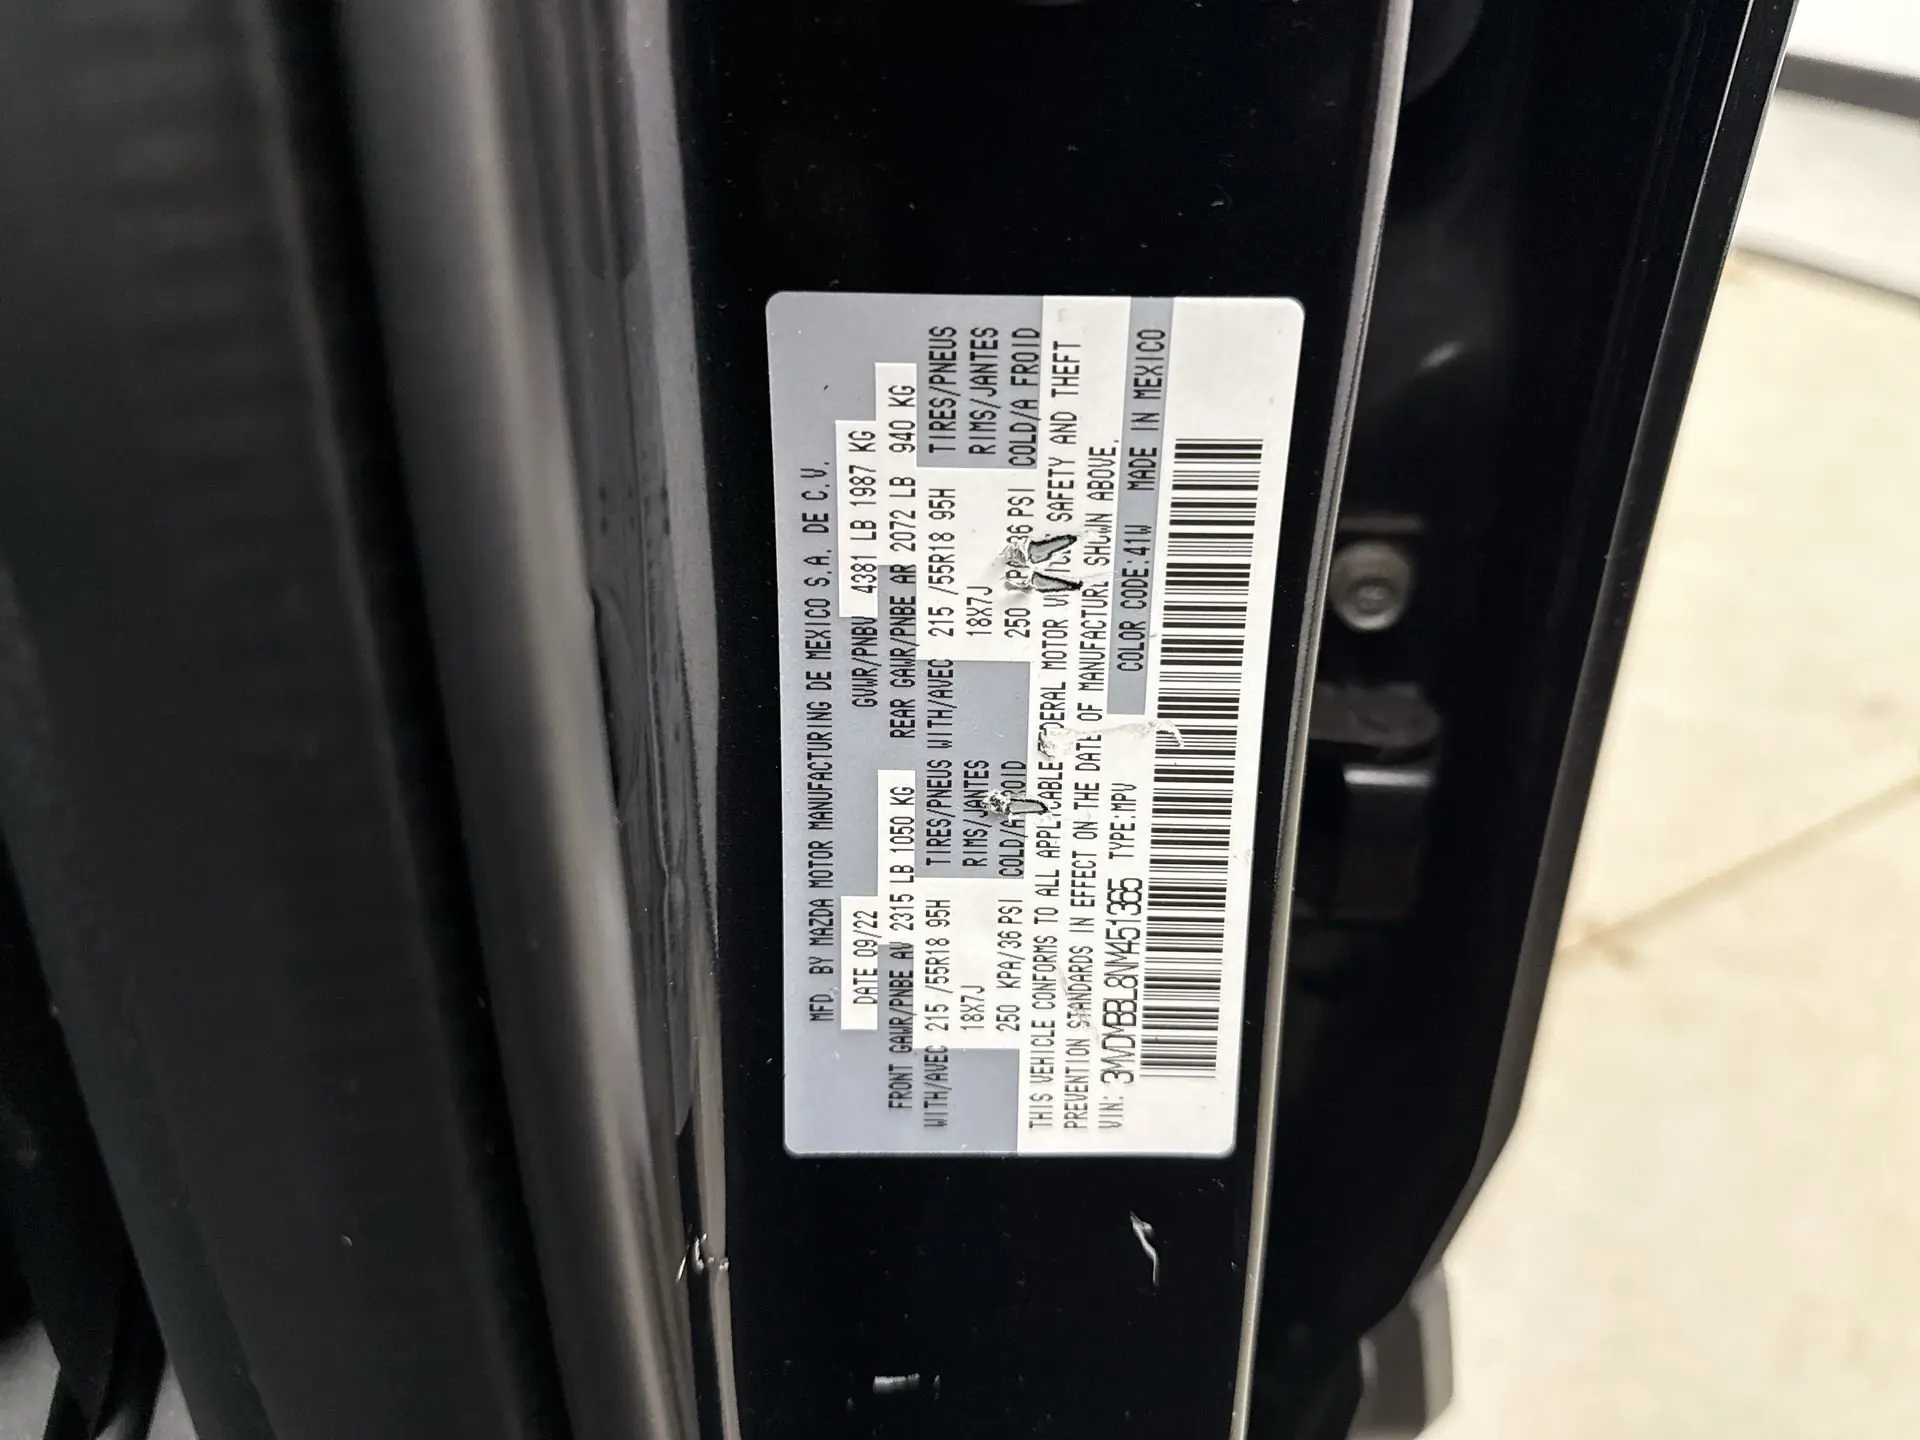 MFD. BY MAZDA MOTOR MANUFACTURING DE MEXICO S.A. DE C.V.
DATE 09/22 GVWR/PNBV 4381 LB 1987 KG
FRONT GAWR/PNBE AV 2315 LB 1050 KG REAR GAWR/PNBE AR 2072 LB 940 KG
WITH/AVEC 215 /55R18 95H TIRES/PNEUS WITH/AVEC 215 /55R18 95H TIRES/PNEUS
18X7J RIMS/JANTES 18X7J RIMS/JANTES
250 KPA/36 PSI COLD/A FROID 250 36 PSI COLD/A FROID
THIS VEHICLE CONFORMS TO ALL APPLICABLE FEDERAL MOTOR SAFETY AND THEFT
PREVENTION STANDARDS IN EFFECT ON THE DATE OF MANUFACTURE SHOWN ABOVE.
VIN: 3MVDMBBL8NM451365 TYPE:MPV COLOR CODE:41W MADE IN MEXICO